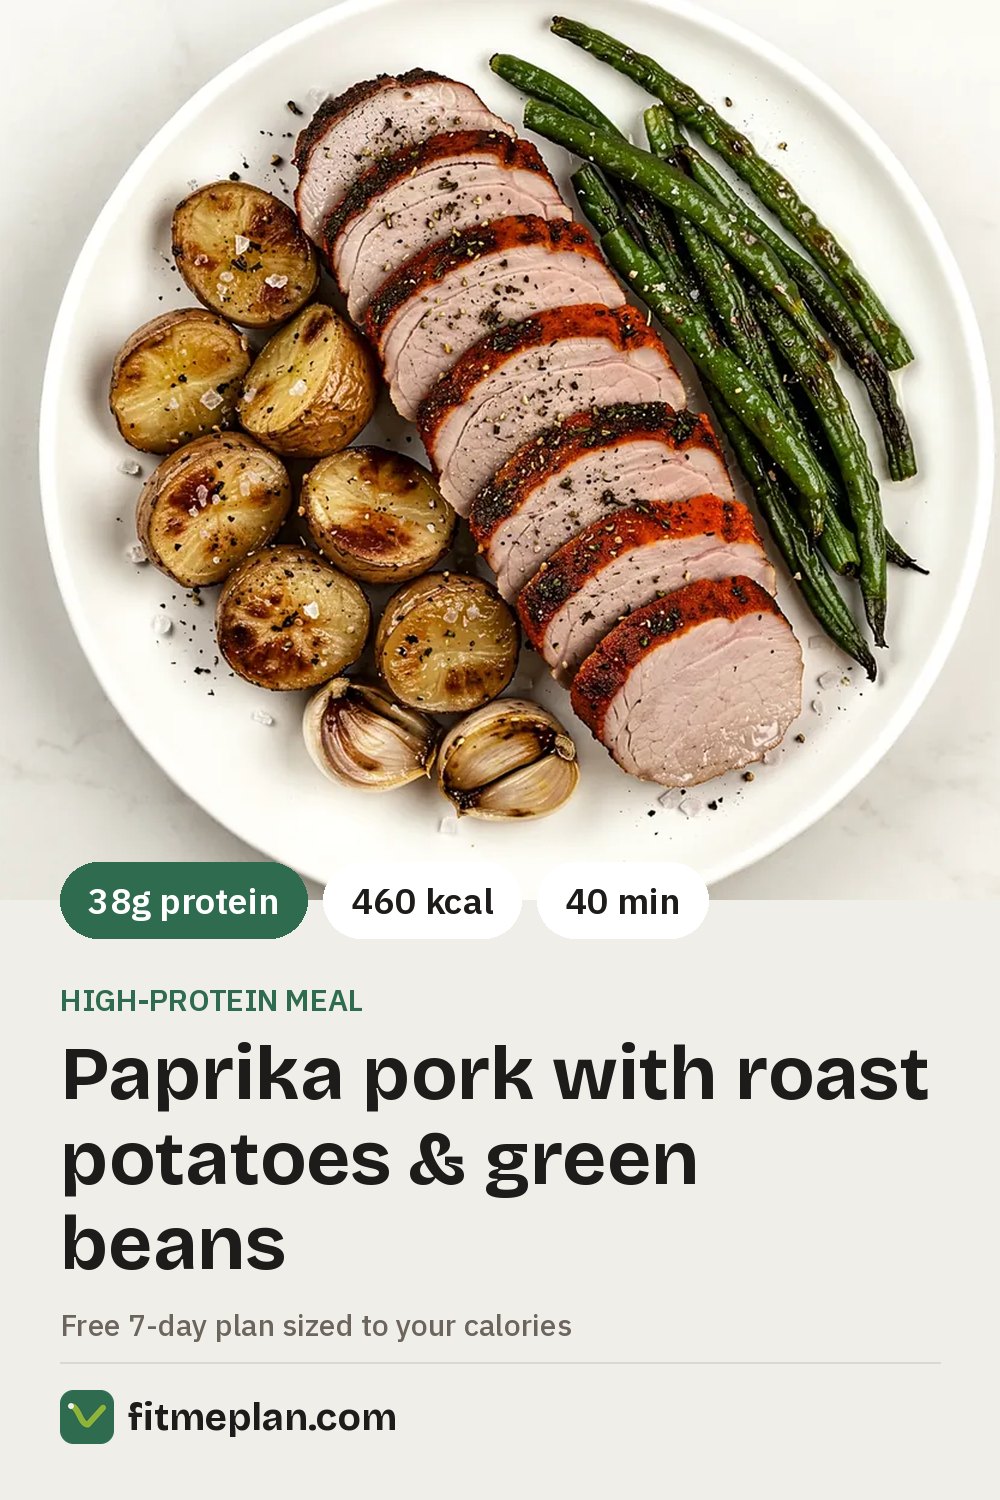 38g protein
460 kcal
40 min
HIGH-PROTEIN MEAL
Paprika pork with roast
potatoes & green
beans
Free 7-day plan sized to your calories
fitmeplan.com